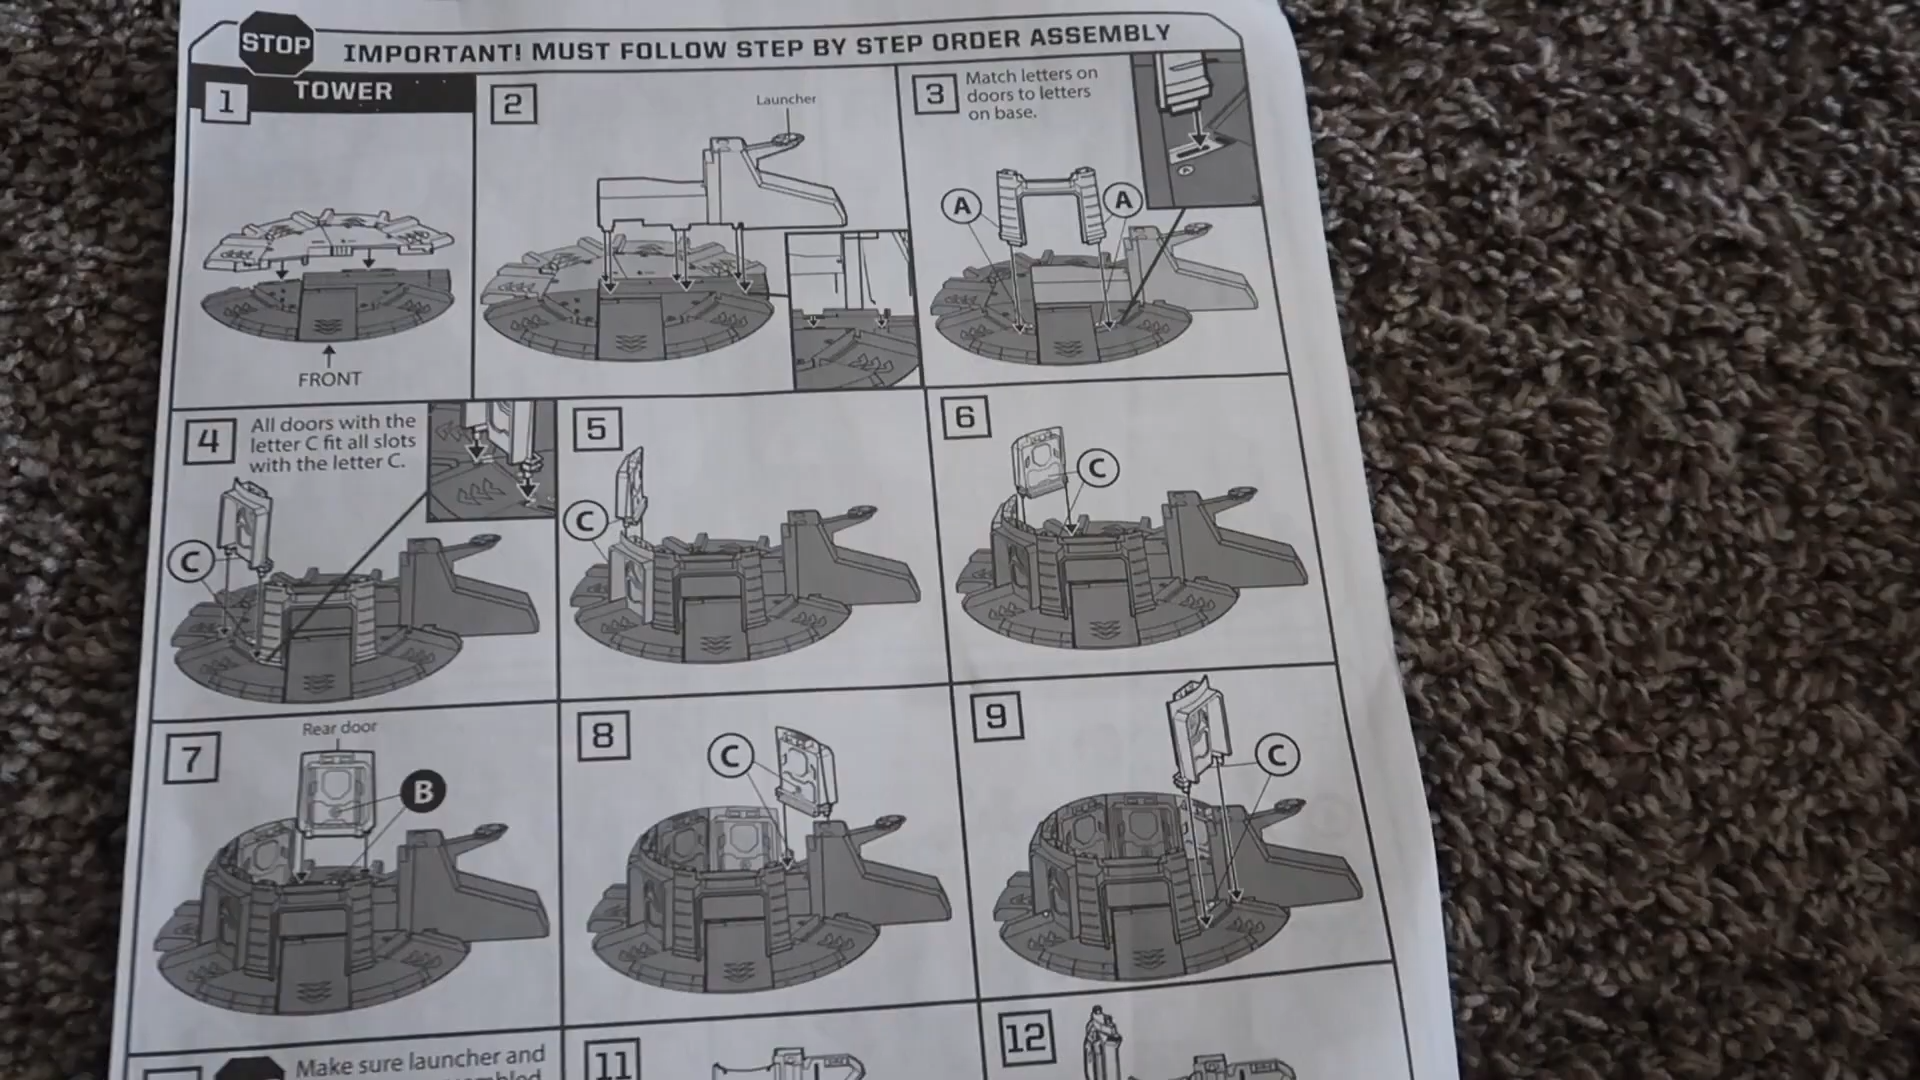 STOP
IMPORTANT! MUST FOLLOW STEP BY STEP ORDER ASSEMBLY
1
TOWER
FRONT
2
Launcher
3
Match letters on
doors to letters
on base.
A
A
4
All doors with the
letter C fit all slots
with the letter C.
C
5
C
6
C
7
Rear door
B
8
C
9
C
Make sure launcher and
11
12